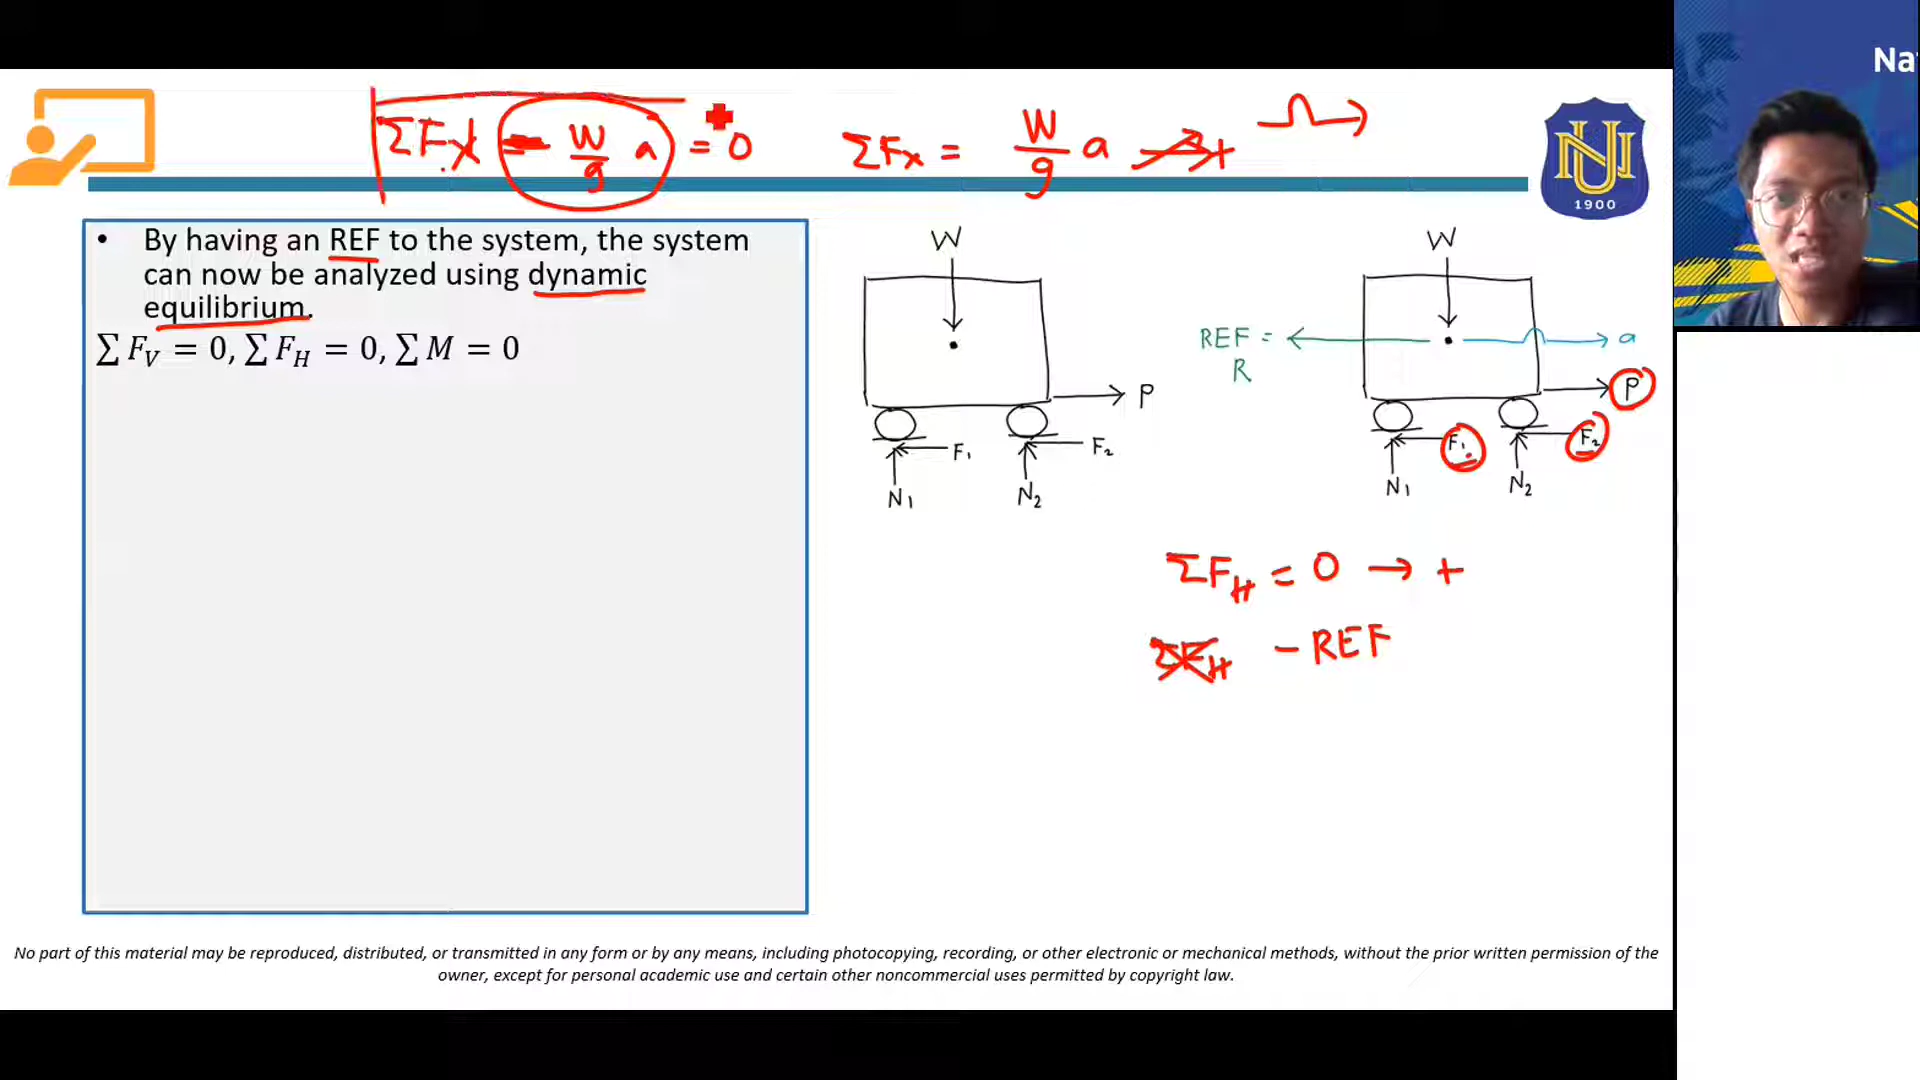 Na
ΣFx - W/g a = 0
ΣFx = W/g a → +
1900
• By having an REF to the system, the system
can now be analyzed using dynamic
equilibrium.
∑ F_V = 0, ∑ F_H = 0, ∑ M = 0
W
P
F₁
F₂
N₁
N₂
W
REF =
R
a
P
F₁
F₂
N₁
N₂
ΣF_H = 0 → +
ΣF_H - REF
No part of this material may be reproduced, distributed, or transmitted in any form or by any means, including photocopying, recording, or other electronic or mechanical methods, without the prior written permission of the
owner, except for personal academic use and certain other noncommercial uses permitted by copyright law.